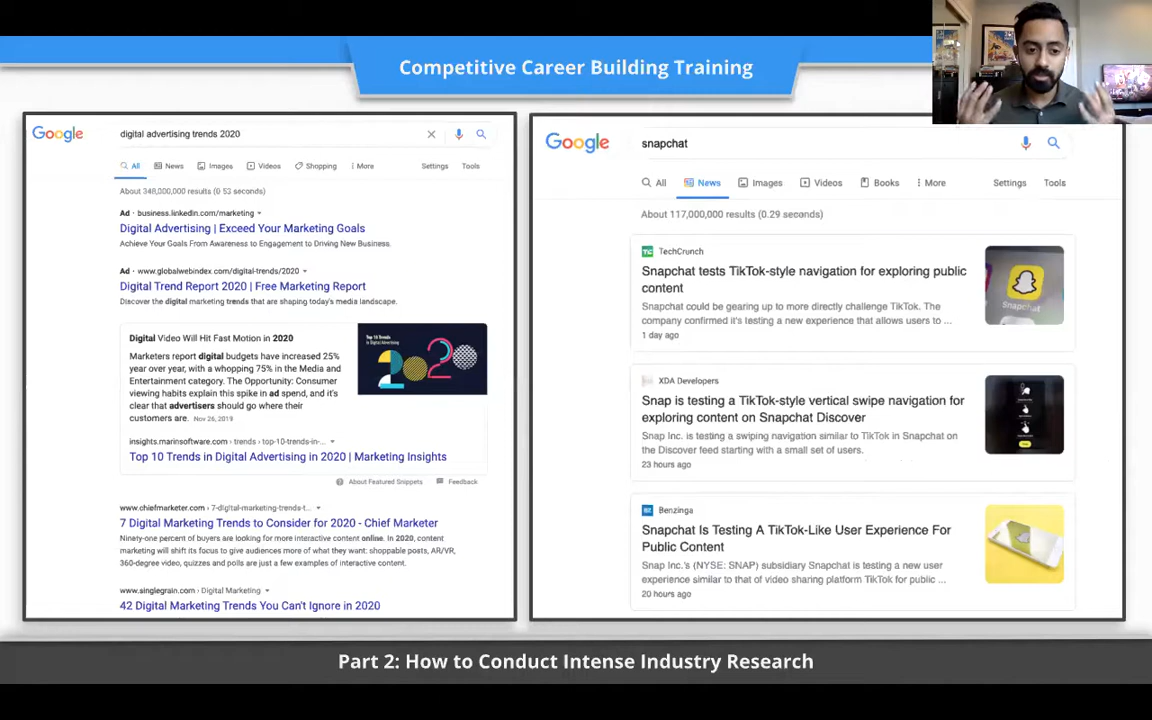 Competitive Career Building Training
Google
digital advertising trends 2020
All
News
Images
Videos
Shopping
More
Settings
Tools
About 348,000,000 results (0.53 seconds)
Ad · business.linkedin.com/marketing
Digital Advertising | Exceed Your Marketing Goals
Achieve Your Goals From Awareness to Engagement to Driving New Business.
Ad · www.globalwebindex.com/digital-trends/2020
Digital Trend Report 2020 | Free Marketing Report
Discover the digital marketing trends that are shaping today's media landscape.
Digital Video Will Hit Fast Motion in 2020
Marketers report digital budgets have increased 25%
year over year, with a whopping 75% in the Media and
Entertainment category. The Opportunity: Consumer
viewing habits explain this spike in ad spend, and it's
clear that advertisers should go where their
customers are. Nov 26, 2019
Top 10 Trends
in Digital Advertising in
2020
insights.marinsoftware.com › trends › top-10-trends-in-...
Top 10 Trends in Digital Advertising in 2020 | Marketing Insights
About Featured Snippets
Feedback
www.chiefmarketer.com › 7-digital-marketing-trends-t...
7 Digital Marketing Trends to Consider for 2020 - Chief Marketer
Ninety-one percent of buyers are looking for more interactive content online. In 2020, content
marketing will shift its focus to give audiences more of what they want: shoppable posts, AR/VR,
360-degree video, quizzes and polls are just a few examples of interactive content.
www.singlegrain.com › Digital Marketing
42 Digital Marketing Trends You Can't Ignore in 2020
Google
snapchat
All
News
Images
Videos
Books
More
Settings
Tools
About 117,000,000 results (0.29 seconds)
TechCrunch
Snapchat tests TikTok-style navigation for exploring public
content
Snapchat could be gearing up to more directly challenge TikTok. The
company confirmed it's testing a new experience that allows users to ...
1 day ago
Snapchat
XDA Developers
Snap is testing a TikTok-style vertical swipe navigation for
exploring content on Snapchat Discover
Snap Inc. is testing a swiping navigation similar to TikTok in Snapchat on
the Discover feed starting with a small set of users.
23 hours ago
Benzinga
Snapchat Is Testing A TikTok-Like User Experience For
Public Content
Snap Inc.'s (NYSE: SNAP) subsidiary Snapchat is testing a new user
experience similar to that of video sharing platform TikTok for public ...
20 hours ago
Part 2: How to Conduct Intense Industry Research